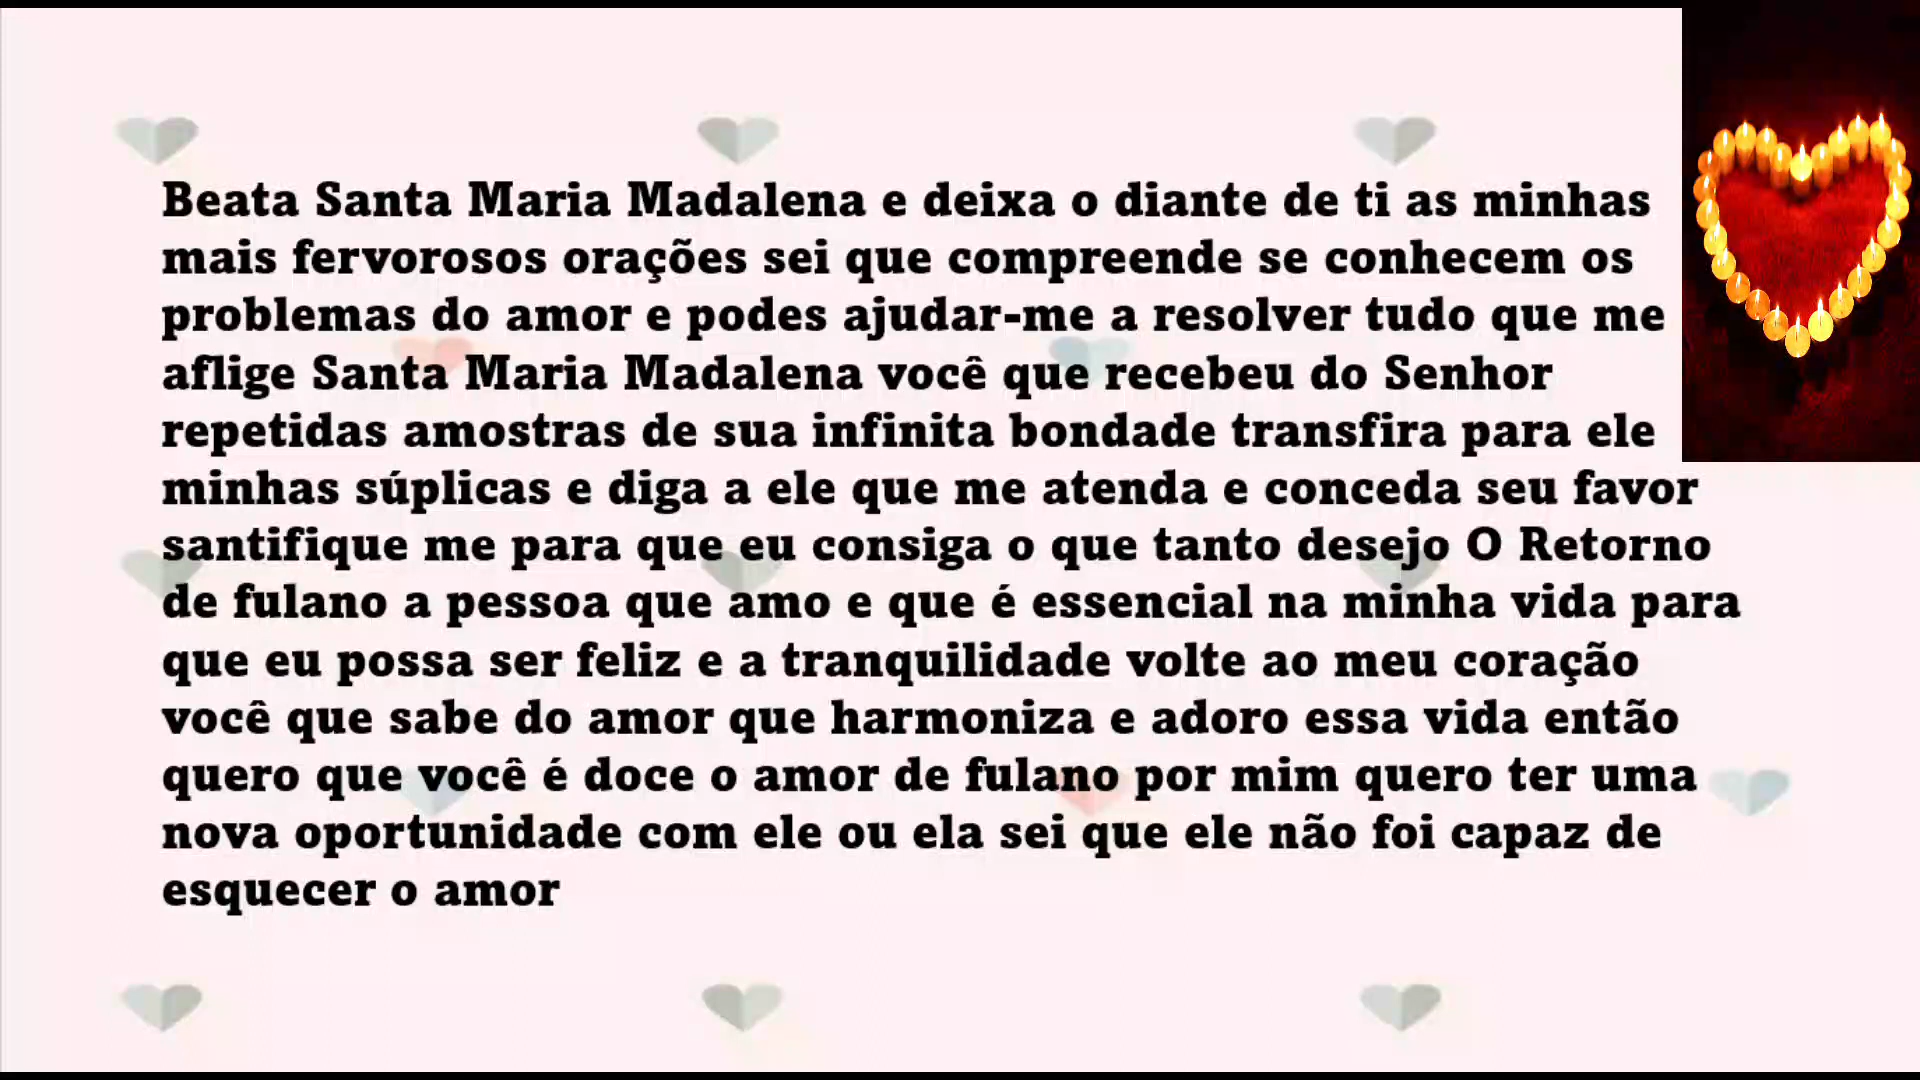 Beata Santa Maria Madalena e deixa o diante de ti as minhas
mais fervorosos orações sei que compreende se conhecem os
problemas do amor e podes ajudar-me a resolver tudo que me
aflige Santa Maria Madalena você que recebeu do Senhor
repetidas amostras de sua infinita bondade transfira para ele
minhas súplicas e diga a ele que me atenda e conceda seu favor
santifique me para que eu consiga o que tanto desejo O Retorno
de fulano a pessoa que amo e que é essencial na minha vida para
que eu possa ser feliz e a tranquilidade volte ao meu coração
você que sabe do amor que harmoniza e adoro essa vida então
quero que você é doce o amor de fulano por mim quero ter uma
nova oportunidade com ele ou ela sei que ele não foi capaz de
esquecer o amor